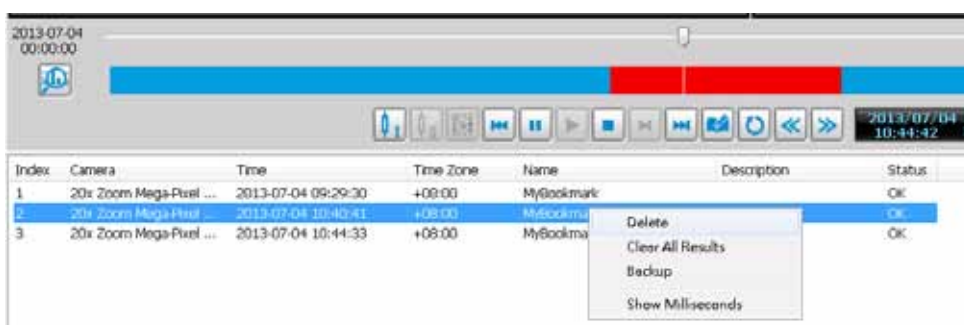 2013-07-04
00:00:00
2013/07/04
10:44:42
Index Camera Time Time Zone Name Description Status
1 20x Zoom Mega-Pixel ... 2013-07-04 09:29:30 +08:00 MyBookmark OK
2 20x Zoom Mega-Pixel ... 2013-07-04 10:40:41 +08:00 MyBookma OK
3 20x Zoom Mega-Pixel ... 2013-07-04 10:44:33 +08:00 MyBookma OK
Delete
Clear All Results
Backup
Show Milliseconds